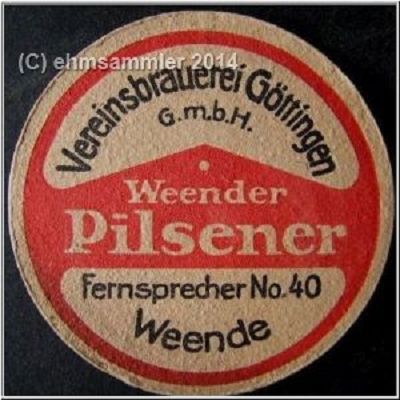 (C) ehmsammler 2014
Vereinsbrauerei Göttingen
G.m.b.H.
Weender
Pilsener
Fernsprecher No. 40
Weende